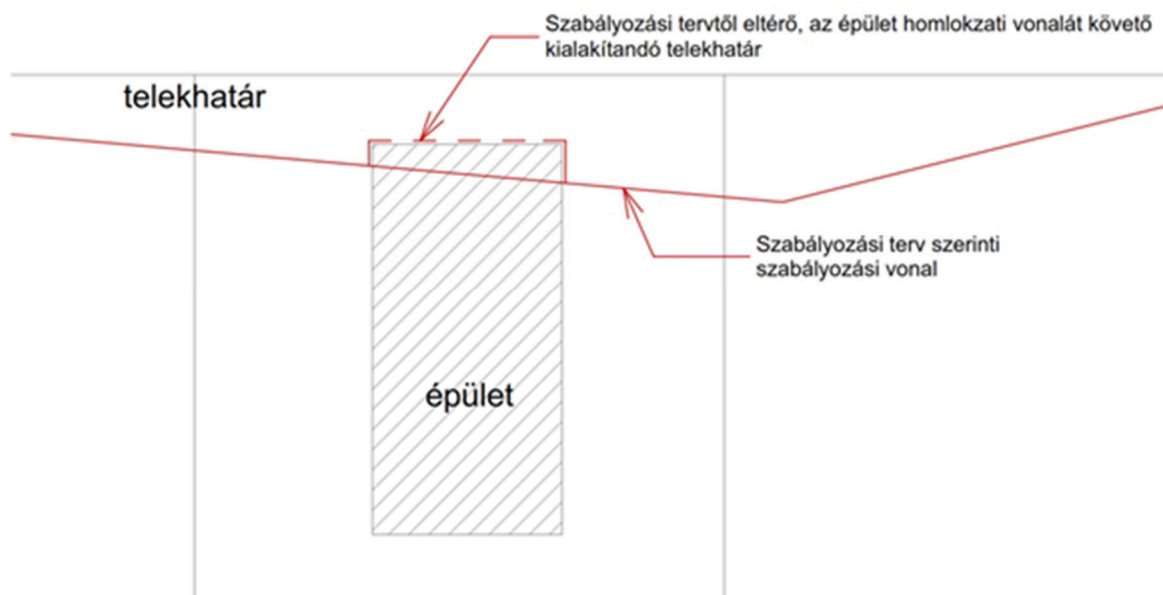 Szabályozási tervtől eltérő, az épület homlokzati vonalát követő
kialakítandó telekhatár
telekhatár
Szabályozási terv szerinti
szabályozási vonal
épület